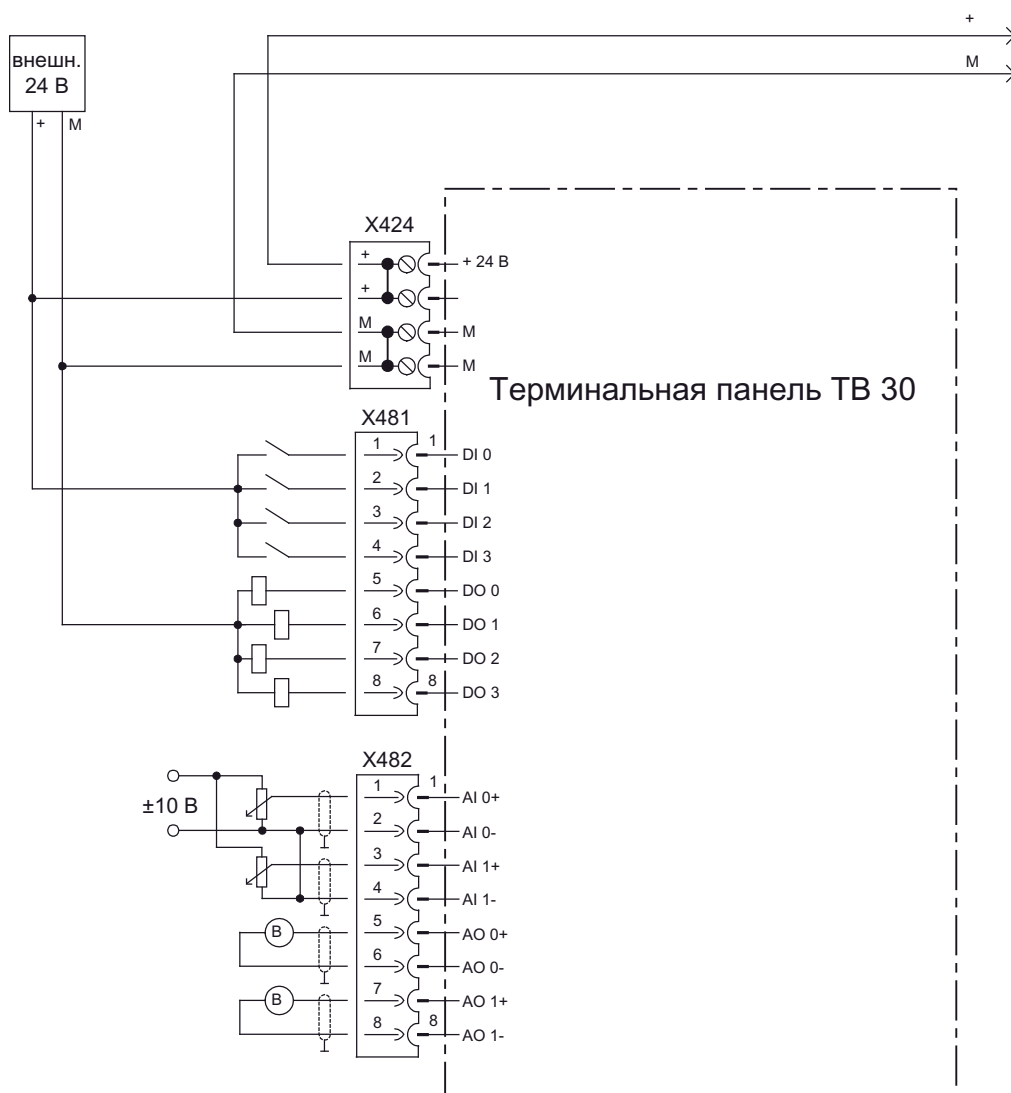 +
внешн.
24 В
M
+ M
X424
+ + 24 В
+
M M
M M
Терминальная панель TB 30
X481
1 1 DI 0
2 DI 1
3 DI 2
4 DI 3
5 DO 0
6 DO 1
7 DO 2
8 8 DO 3
X482
±10 В
1 1 AI 0+
2 AI 0-
3 AI 1+
4 AI 1-
В 5 AO 0+
6 AO 0-
В 7 AO 1+
8 8 AO 1-